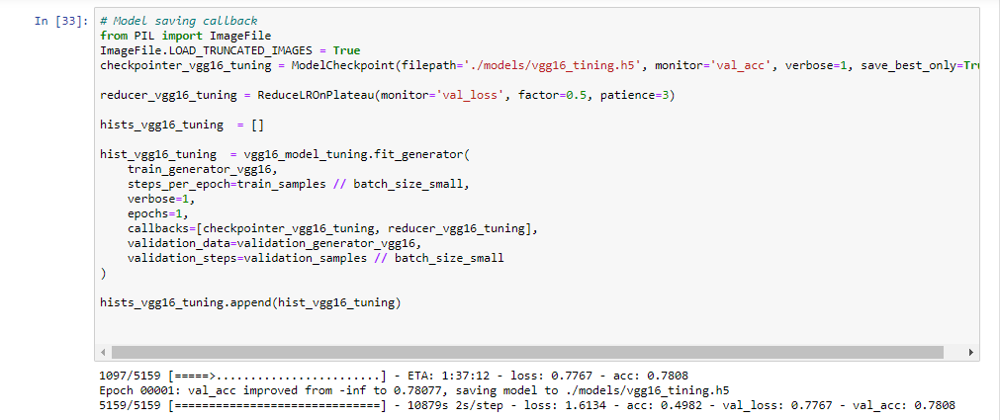 In [33]:
# Model saving callback
from PIL import ImageFile
ImageFile.LOAD_TRUNCATED_IMAGES = True
checkpointer_vgg16_tuning = ModelCheckpoint(filepath='./models/vgg16_tining.h5', monitor='val_acc', verbose=1, save_best_only=Tru
reducer_vgg16_tuning = ReduceLROnPlateau(monitor='val_loss', factor=0.5, patience=3)
hists_vgg16_tuning  = []
hist_vgg16_tuning  = vgg16_model_tuning.fit_generator(
    train_generator_vgg16,
    steps_per_epoch=train_samples // batch_size_small,
    verbose=1,
    epochs=1,
    callbacks=[checkpointer_vgg16_tuning, reducer_vgg16_tuning],
    validation_data=validation_generator_vgg16,
    validation_steps=validation_samples // batch_size_small
)
hists_vgg16_tuning.append(hist_vgg16_tuning)
1097/5159 [=====>........................] - ETA: 1:37:12 - loss: 0.7767 - acc: 0.7808
Epoch 00001: val_acc improved from -inf to 0.78077, saving model to ./models/vgg16_tining.h5
5159/5159 [==============================] - 10879s 2s/step - loss: 1.6134 - acc: 0.4982 - val_loss: 0.7767 - val_acc: 0.7808